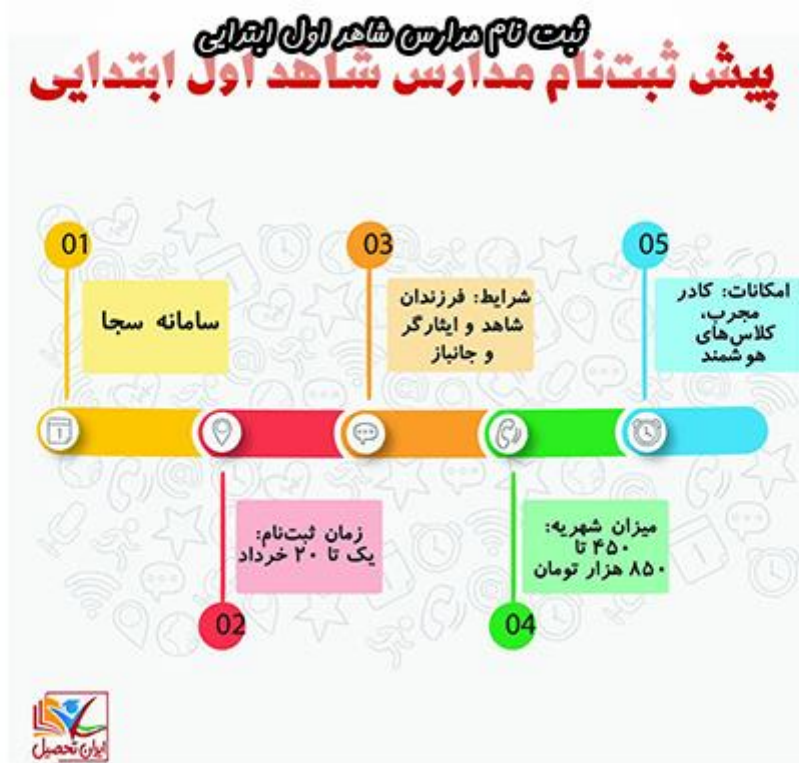 ثبت نام مدارس شاهد اول ابتدایی
پیش ثبت‌نام مدارس شاهد اول ابتدایی
01
سامانه سجا
02
زمان ثبت‌نام:
یک تا ۲۰ خرداد
03
شرایط: فرزندان
شاهد و ایثارگر
و جانباز
04
میزان شهریه:
۴۵۰ تا
۸۵۰ هزار تومان
05
امکانات: کادر
مجرب،
کلاس‌های
هوشمند
1
ایران تحصیل